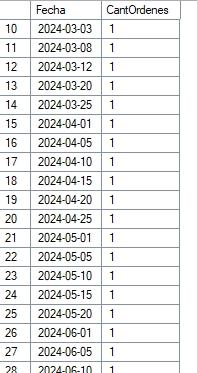 Fecha CantOrdenes
10 2024-03-03 1
11 2024-03-08 1
12 2024-03-12 1
13 2024-03-20 1
14 2024-03-25 1
15 2024-04-01 1
16 2024-04-05 1
17 2024-04-10 1
18 2024-04-15 1
19 2024-04-20 1
20 2024-04-25 1
21 2024-05-01 1
22 2024-05-05 1
23 2024-05-10 1
24 2024-05-15 1
25 2024-05-20 1
26 2024-06-01 1
27 2024-06-05 1
28 2024-06-10 1